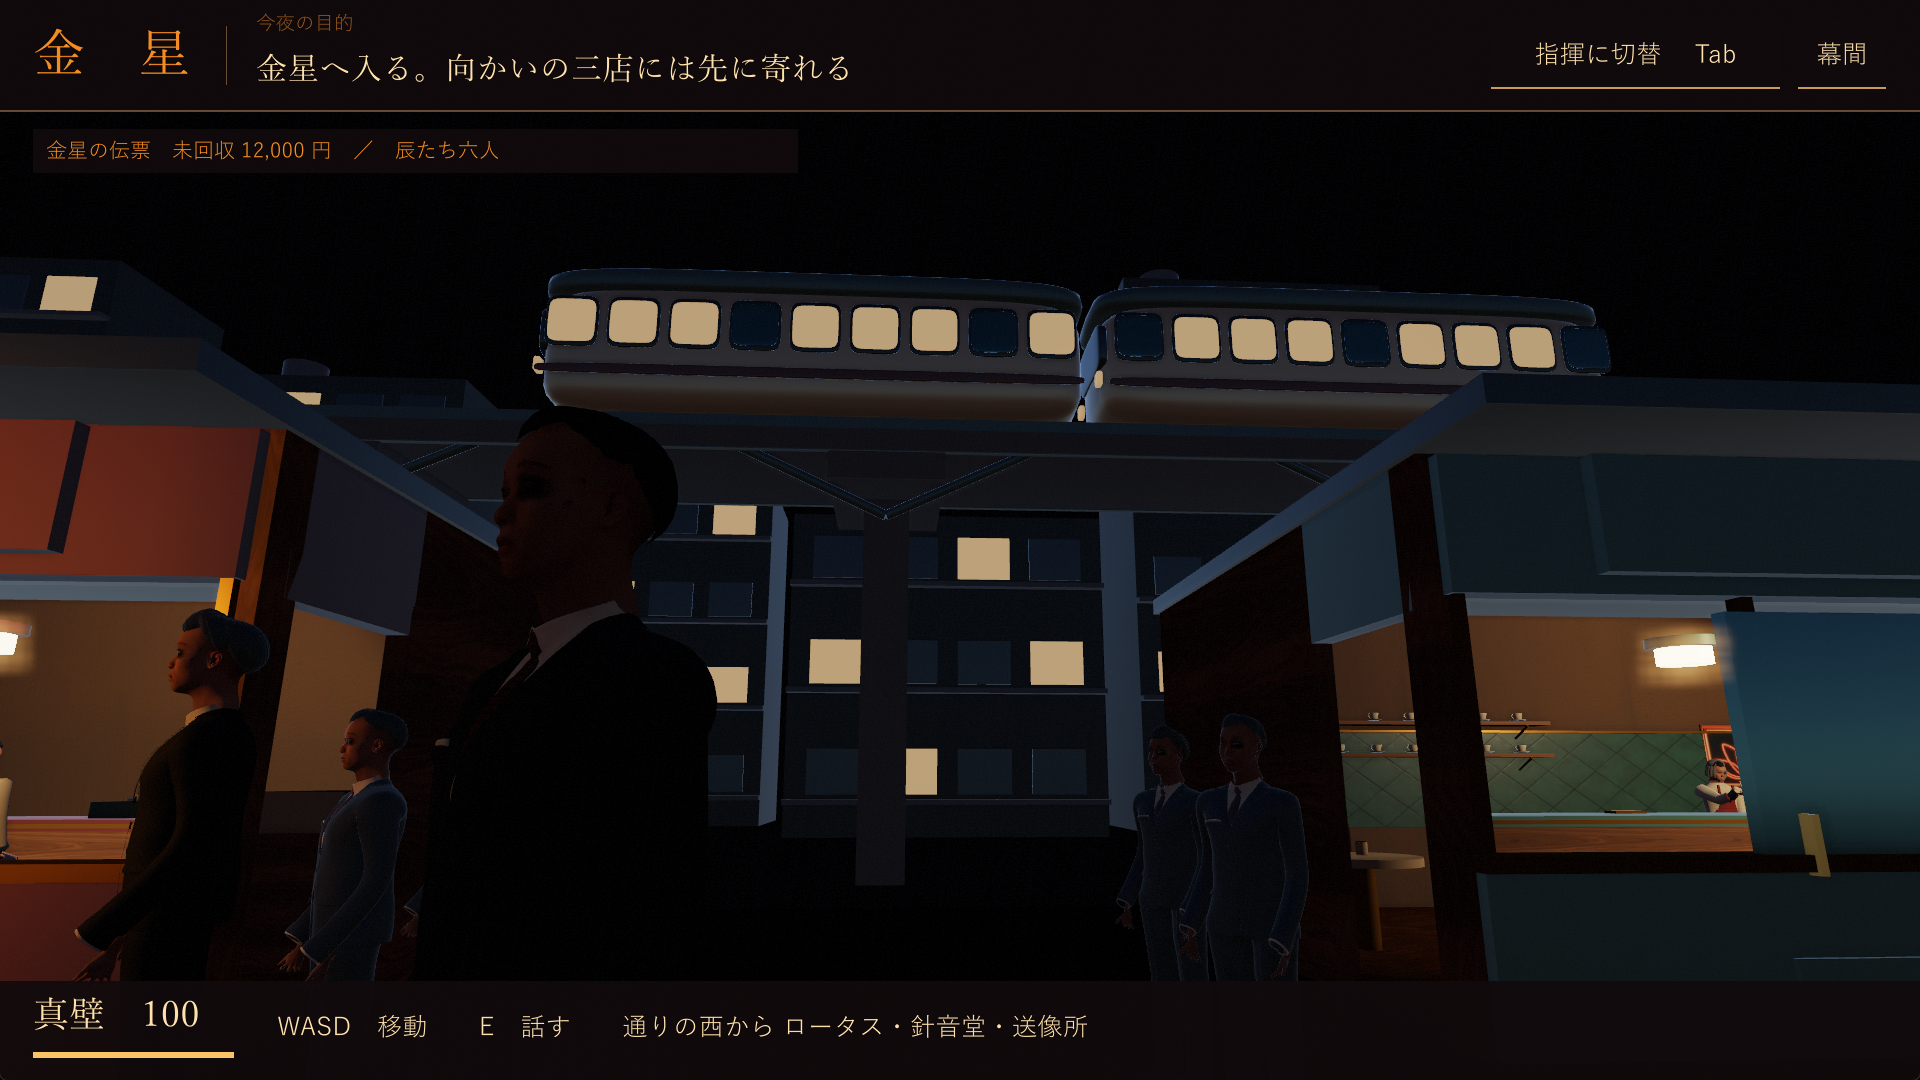 金 星
今夜の目的
金星へ入る。向かいの三店には先に寄れる
指揮に切替 Tab
幕間
金星の伝票 未回収 12,000 円 ／ 辰たち六人
真壁 100
WASD 移動 E 話す 通りの西から ロータス・針音堂・送像所